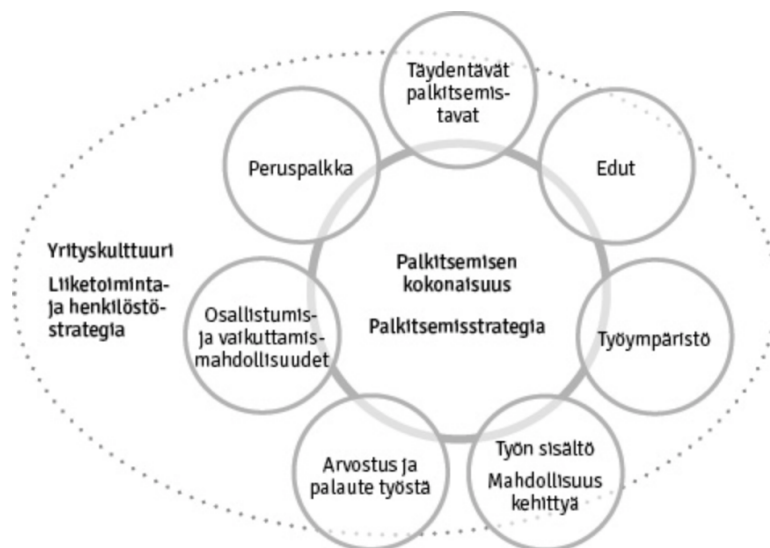 Täydentävät
palkitsemis-
tavat
Peruspalkka
Edut
Yrityskulttuuri
Liiketoiminta-
ja henkilöstö-
strategia
Palkitsemisen
kokonaisuus
Palkitsemisstrategia
Osallistumis-
ja vaikuttamis-
mahdollisuudet
Työympäristö
Arvostus ja
palaute työstä
Työn sisältö
Mahdollisuus
kehittyä